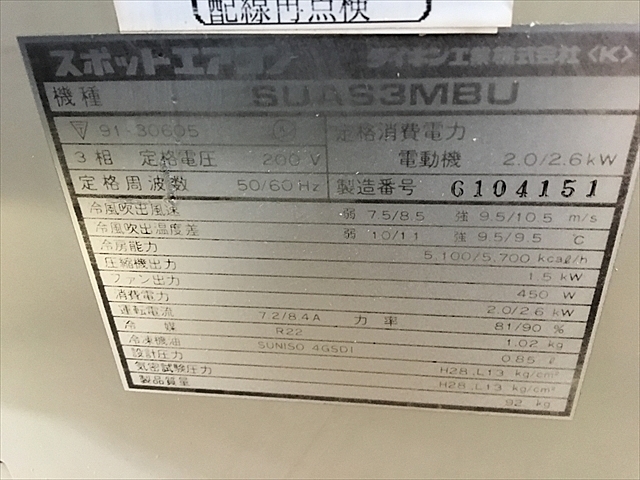 配線再点検
スポットエアコン ダイキン工業株式会社〈K〉
機種 SUAS3MBU
▽ 91-30605 定格消費電力
3相 定格電圧 200 V 電動機 2.0/2.6kW
定格周波数 50/60Hz 製造番号 6104151
冷風吹出風速 弱 7.5/8.5 強 9.5/10.5 m/s
冷風吹出温度差 弱 10/11 強 9.5/9.5 ℃
冷房能力 5,100/5,700 kcal/h
圧縮機出力 1.5 kW
ファン出力 450 W
消費電力 2.0/2.6 kW
運転電流 7.2/8.4A 力率 81/90 %
冷媒 R22 1.02 kg
冷凍機油 SUNISO 4GSDI 0.85 ℓ
設計圧力 H28.L13 kg/cm²
気密試験圧力 H28.L13 kg/cm²
製品質量 92 kg